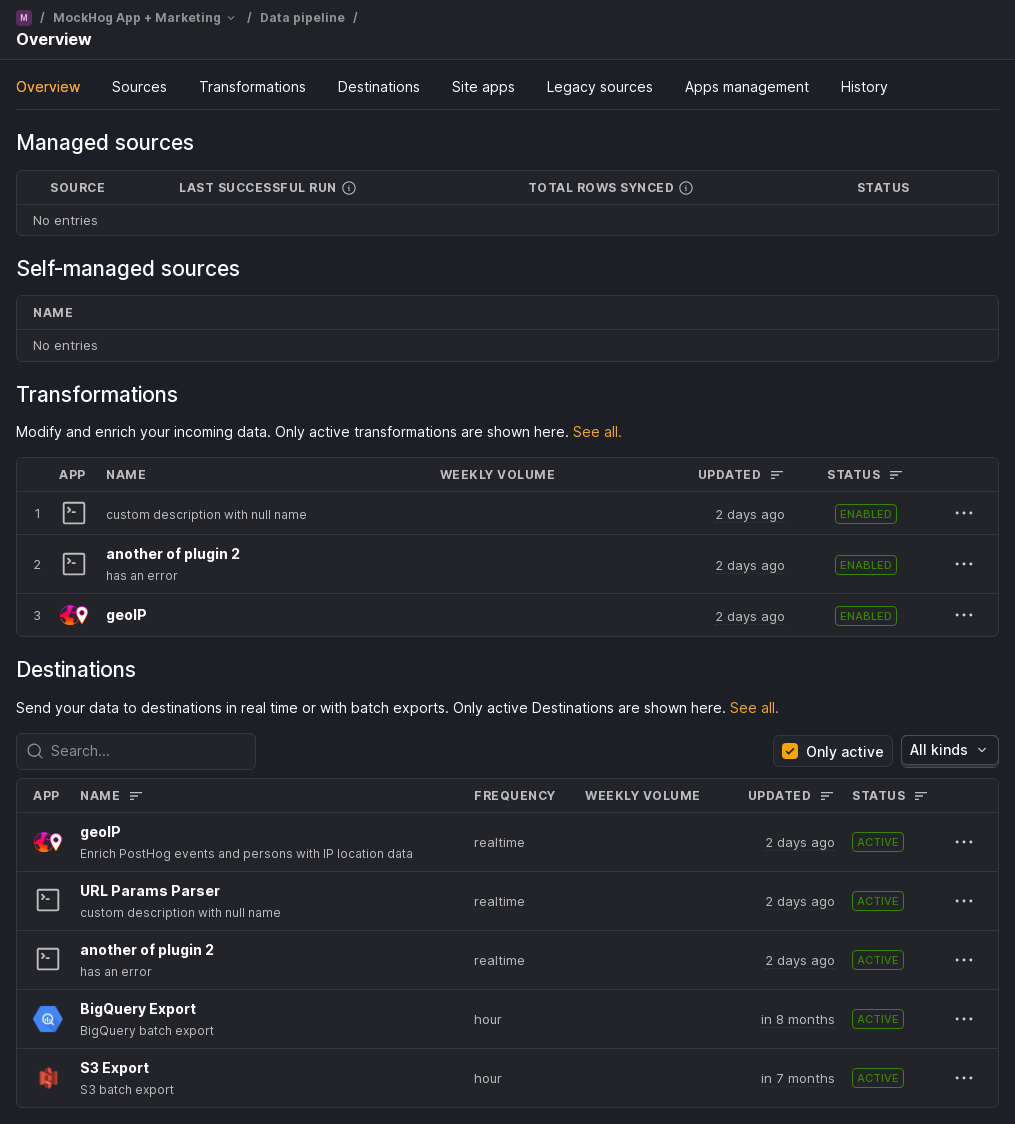 M / MockHog App + Marketing / Data pipeline /
Overview
Overview Sources Transformations Destinations Site apps Legacy sources Apps management History
Managed sources
SOURCE LAST SUCCESSFUL RUN TOTAL ROWS SYNCED STATUS
No entries
Self-managed sources
NAME
No entries
Transformations
Modify and enrich your incoming data. Only active transformations are shown here. See all.
APP NAME WEEKLY VOLUME UPDATED STATUS
1 custom description with null name 2 days ago ENABLED
another of plugin 2
2 2 days ago ENABLED
has an error
3 geoIP 2 days ago ENABLED
Destinations
Send your data to destinations in real time or with batch exports. Only active Destinations are shown here. See all.
Search... Only active All kinds
APP NAME FREQUENCY WEEKLY VOLUME UPDATED STATUS
geoIP
realtime 2 days ago ACTIVE
Enrich PostHog events and persons with IP location data
URL Params Parser
realtime 2 days ago ACTIVE
custom description with null name
another of plugin 2
realtime 2 days ago ACTIVE
has an error
BigQuery Export
hour in 8 months ACTIVE
BigQuery batch export
S3 Export
hour in 7 months ACTIVE
S3 batch export